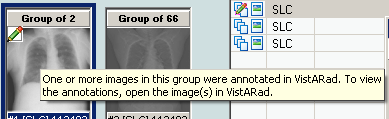 Group of 2
Group of 66
SLC
SLC
SLC
One or more images in this group were annotated in VistARad. To view
the annotations, open the image(s) in VistARad.